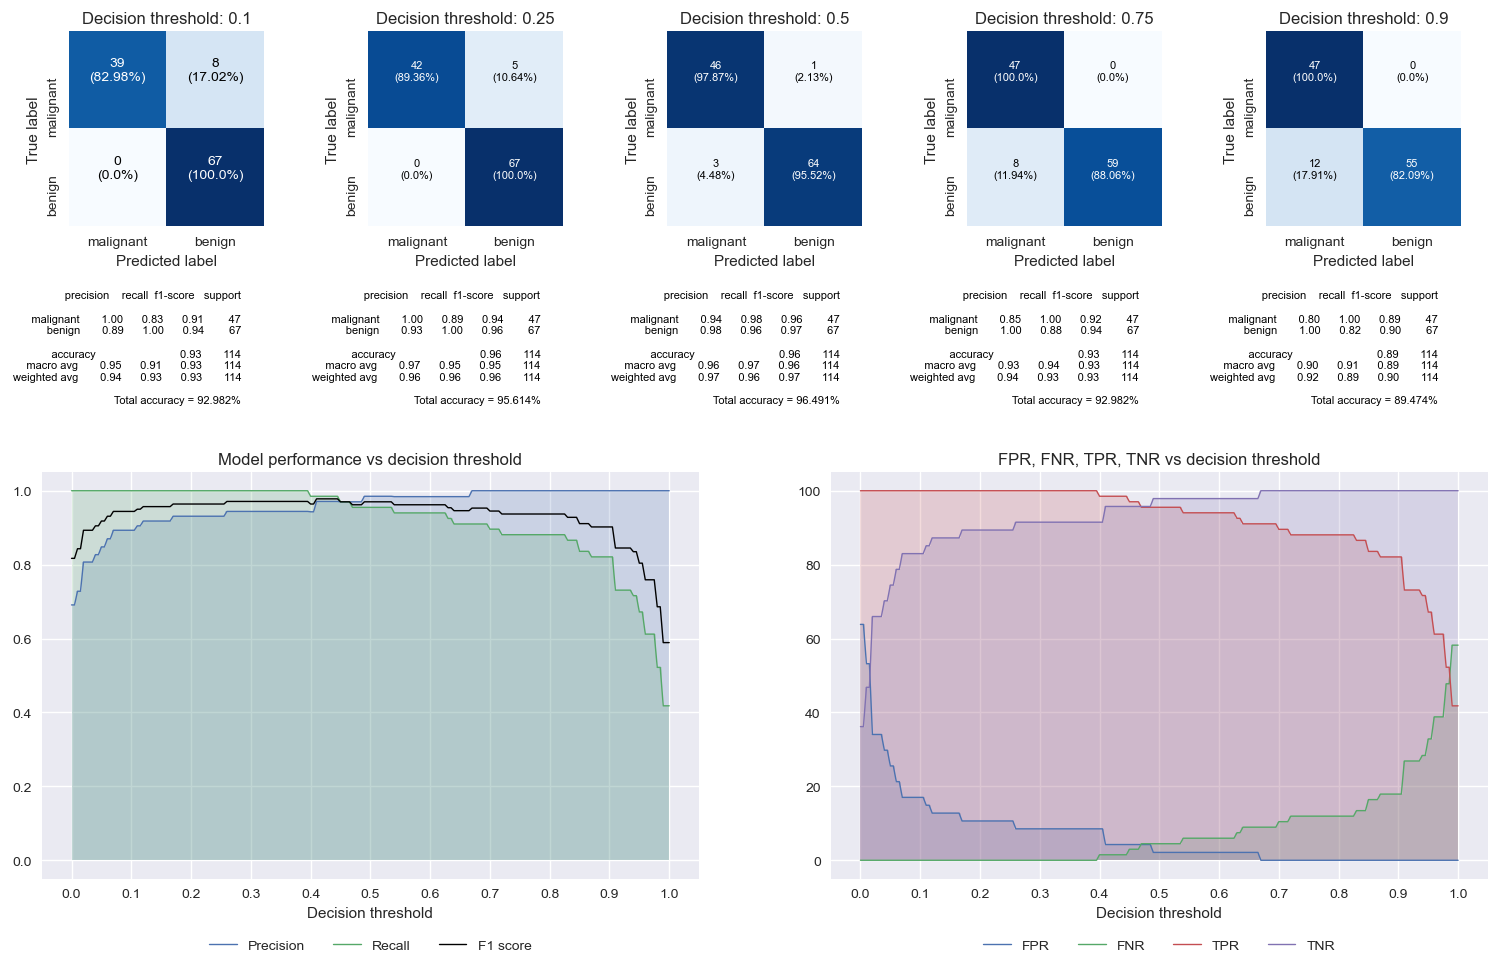 Decision threshold: 0.1
39
(82.98%)
8
(17.02%)
0
(0.0%)
67
(100.0%)
True label
malignant
benign
malignant benign
Predicted label
precision recall f1-score support
malignant 1.00 0.83 0.91 47
benign 0.89 1.00 0.94 67
accuracy 0.93 114
macro avg 0.95 0.91 0.93 114
weighted avg 0.94 0.93 0.93 114
Total accuracy = 92.982%
Decision threshold: 0.25
42
(89.36%)
5
(10.64%)
0
(0.0%)
67
(100.0%)
True label
malignant
benign
malignant benign
Predicted label
precision recall f1-score support
malignant 1.00 0.89 0.94 47
benign 0.93 1.00 0.96 67
accuracy 0.96 114
macro avg 0.97 0.95 0.95 114
weighted avg 0.96 0.96 0.96 114
Total accuracy = 95.614%
Decision threshold: 0.5
46
(97.87%)
1
(2.13%)
3
(4.48%)
64
(95.52%)
True label
malignant
benign
malignant benign
Predicted label
precision recall f1-score support
malignant 0.94 0.98 0.96 47
benign 0.98 0.96 0.97 67
accuracy 0.96 114
macro avg 0.96 0.97 0.96 114
weighted avg 0.97 0.96 0.97 114
Total accuracy = 96.491%
Decision threshold: 0.75
47
(100.0%)
0
(0.0%)
8
(11.94%)
59
(88.06%)
True label
malignant
benign
malignant benign
Predicted label
precision recall f1-score support
malignant 0.85 1.00 0.92 47
benign 1.00 0.88 0.94 67
accuracy 0.93 114
macro avg 0.93 0.94 0.93 114
weighted avg 0.94 0.93 0.93 114
Total accuracy = 92.982%
Decision threshold: 0.9
47
(100.0%)
0
(0.0%)
12
(17.91%)
55
(82.09%)
True label
malignant
benign
malignant benign
Predicted label
precision recall f1-score support
malignant 0.80 1.00 0.89 47
benign 1.00 0.82 0.90 67
accuracy 0.89 114
macro avg 0.90 0.91 0.89 114
weighted avg 0.92 0.89 0.90 114
Total accuracy = 89.474%
Model performance vs decision threshold
1.0
0.8
0.6
0.4
0.2
0.0
0.0 0.1 0.2 0.3 0.4 0.5 0.6 0.7 0.8 0.9 1.0
Decision threshold
Precision Recall F1 score
FPR, FNR, TPR, TNR vs decision threshold
100
80
60
40
20
0
0.0 0.1 0.2 0.3 0.4 0.5 0.6 0.7 0.8 0.9 1.0
Decision threshold
FPR FNR TPR TNR